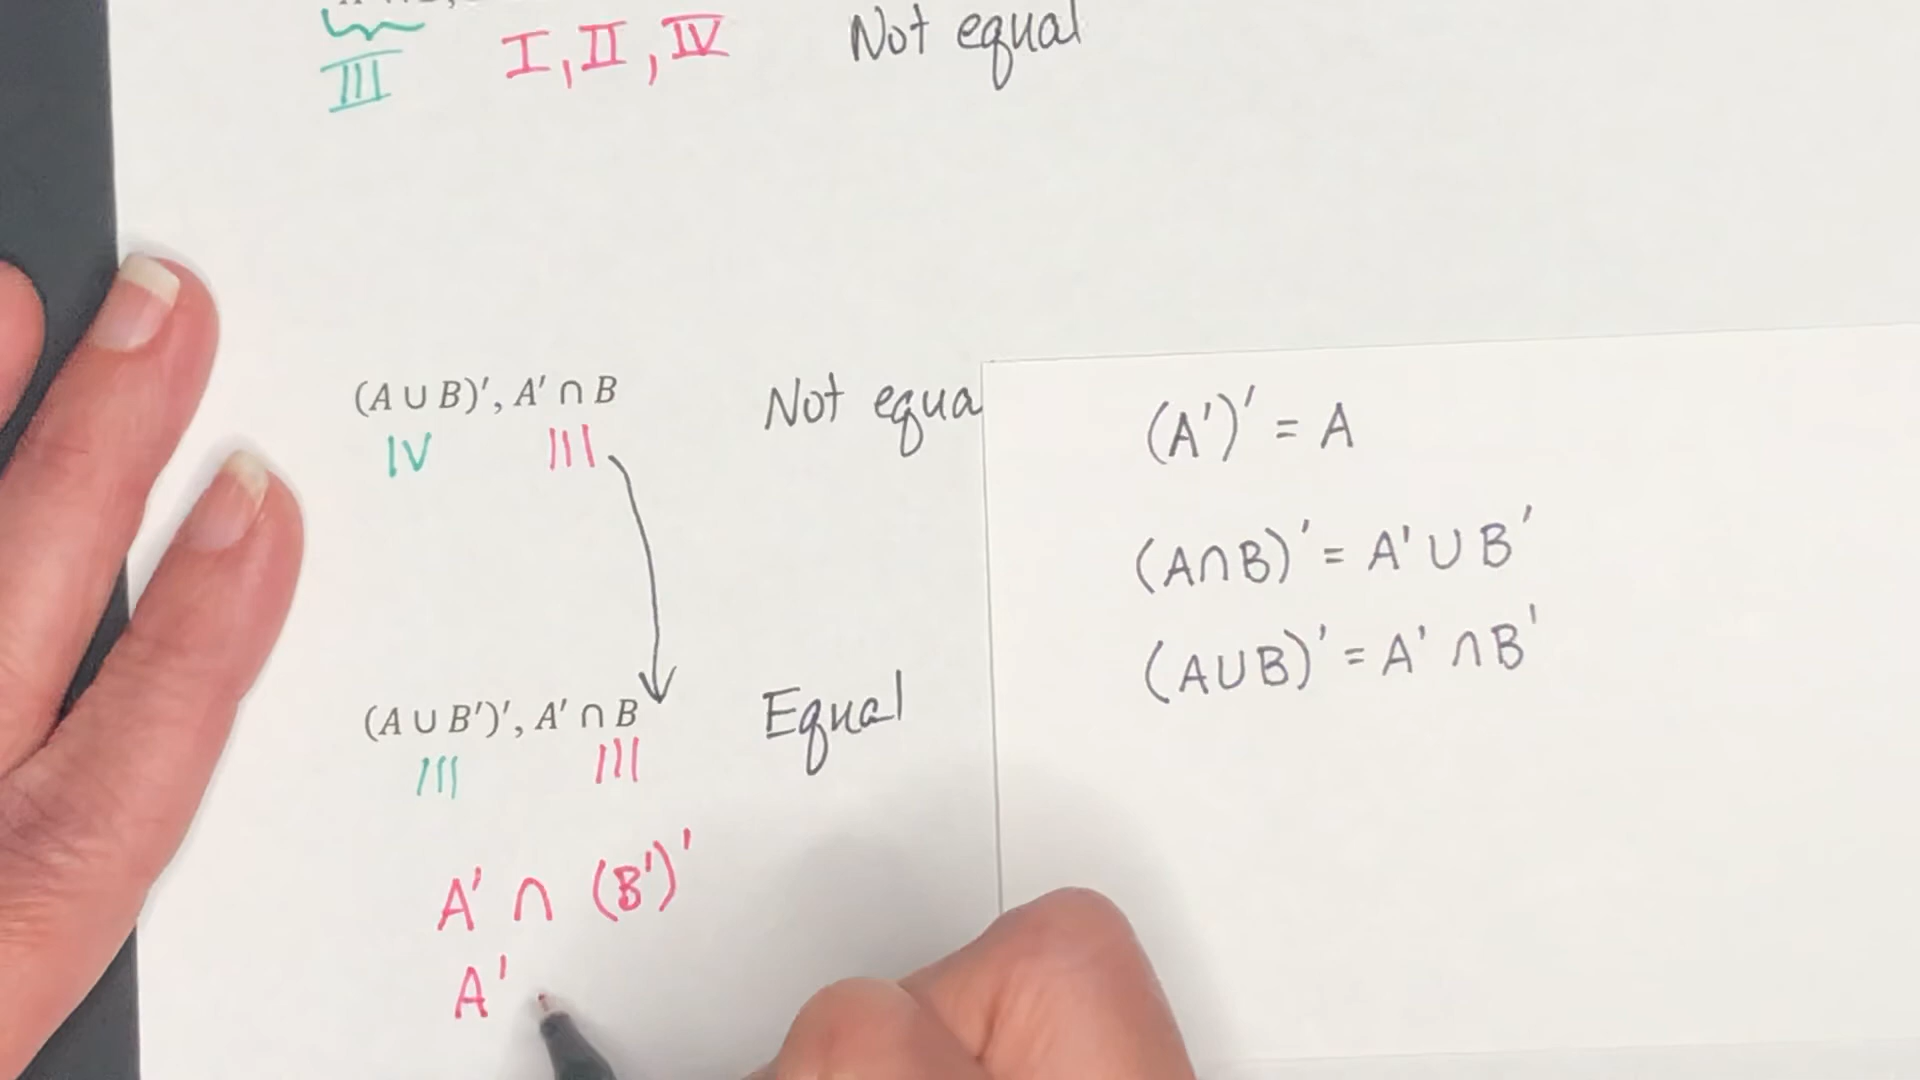 III I, II, IV Not equal
(A ∪ B)', A' ∩ B Not equa
IV III
(A ∪ B')', A' ∩ B Equal
III III
A' ∩ (B')'
A'
(A')' = A
(A∩B)' = A' ∪ B'
(A∪B)' = A' ∩ B'